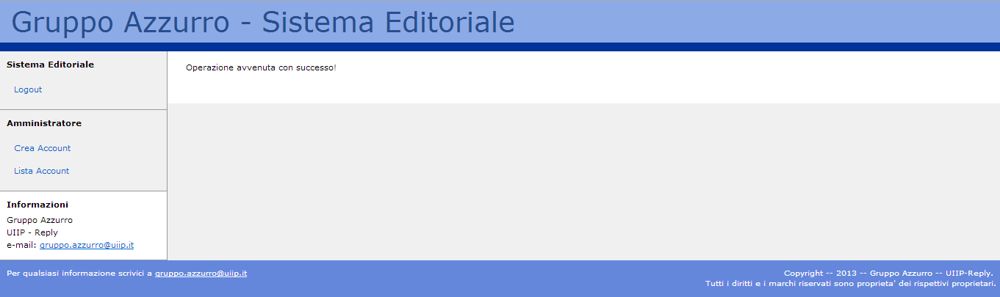 Gruppo Azzurro - Sistema Editoriale
Sistema Editoriale
Logout
Amministratore
Crea Account
Lista Account
Informazioni
Gruppo Azzurro
UIIP - Reply
e-mail: gruppo.azzurro@uiip.it
Operazione avvenuta con successo!
Per qualsiasi informazione scrivici a gruppo.azzurro@uiip.it
Copyright -- 2013 -- Gruppo Azzurro -- UIIP-Reply.
Tutti i diritti e i marchi riservati sono proprieta' dei rispettivi proprietari.